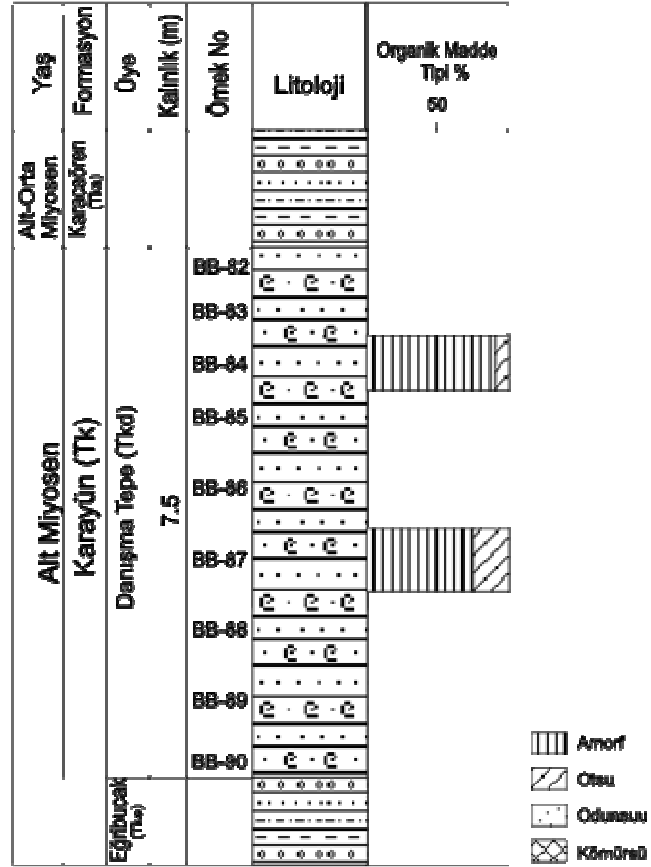 Yaş
Formasyon
Üye
Kalınlık (m)
Örnek No
Litoloji
Organik Madde
Tipi %
50
Alt-Orta
Miyosen
Karacaören
(Tka)
Alt Miyosen
Karayün (Tk)
Danışma Tepe (Tkd)
7.5
BB-82
BB-83
BB-84
BB-85
BB-86
BB-87
BB-88
BB-89
BB-90
Eğribucak
Amorf
Otsu
Odunsu
Kömürsü